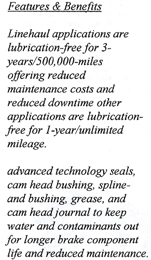 Features & Benefits
Linehaul applications are
lubrication-free for 3-
years/500,000-miles
offering reduced
maintenance costs and
reduced downtime other
applications are lubrication-
free for 1-year/unlimited
mileage.
advanced technology seals,
cam head bushing, spline-
and bushing, grease, and
cam head journal to keep
water and contaminants out
for longer brake component
life and reduced maintenance.